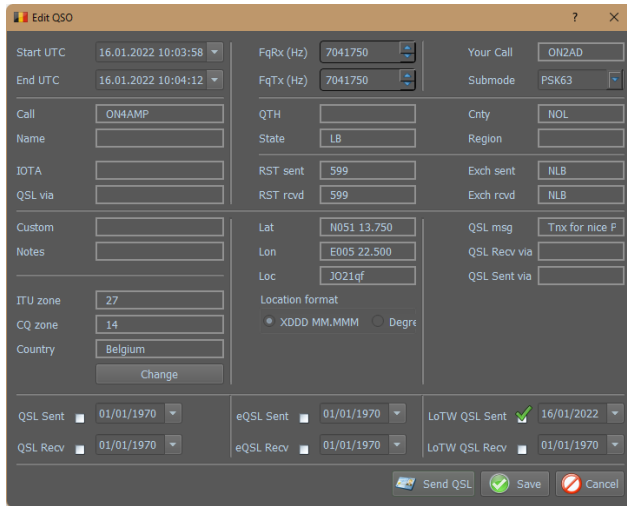 Edit QSO ? ×
Start UTC 16.01.2022 10:03:58 FqRx (Hz) 7041750 Your Call ON2AD
End UTC 16.01.2022 10:04:12 FqTx (Hz) 7041750 Submode PSK63
Call ON4AMP QTH Cnty NOL
Name State LB Region
IOTA RST sent 599 Exch sent NLB
QSL via RST rcvd 599 Exch rcvd NLB
Custom Lat N051 13.750 QSL msg Tnx for nice P
Notes Lon E005 22.500 QSL Recv via
Loc JO21qf QSL Sent via
ITU zone 27 Location format
CQ zone 14 XDDD MM.MMM Degre
Country Belgium
Change
QSL Sent 01/01/1970 eQSL Sent 01/01/1970 LoTW QSL Sent 16/01/2022
QSL Recv 01/01/1970 eQSL Recv 01/01/1970 LoTW QSL Recv 01/01/1970
Send QSL Save Cancel